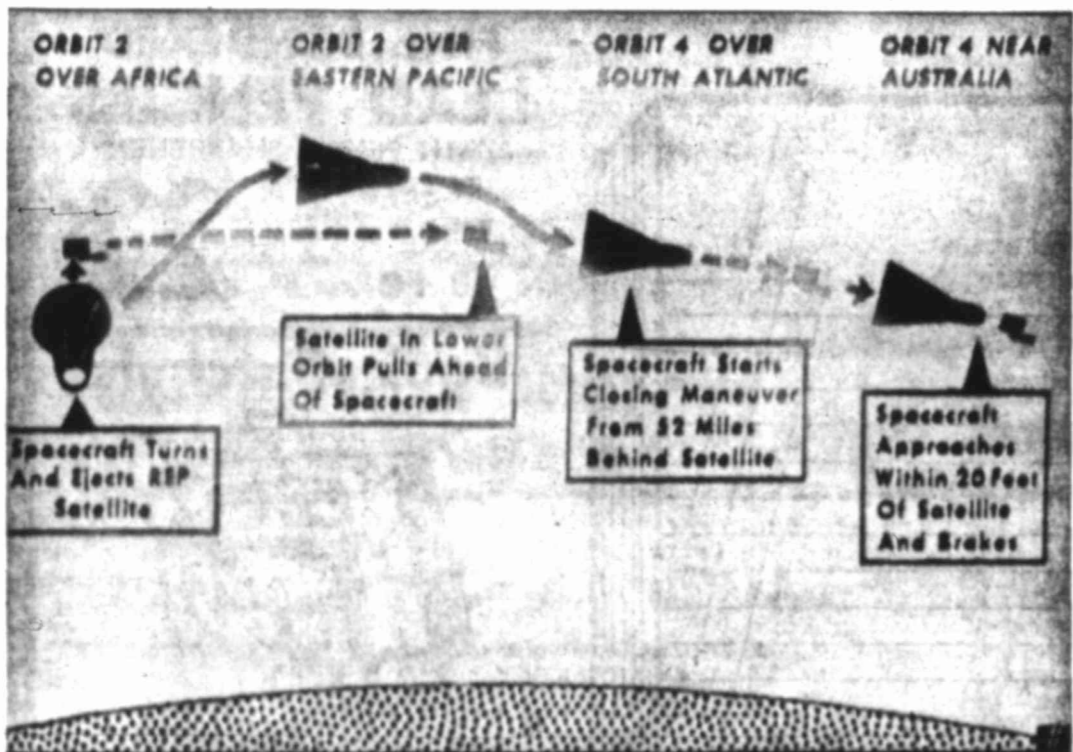 ORBIT 2
OVER AFRICA
ORBIT 2 OVER
EASTERN PACIFIC
ORBIT 4 OVER
SOUTH ATLANTIC
ORBIT 4 NEAR
AUSTRALIA
Spacecraft Turns
And Ejects REP
Satellite
Satellite In Lower
Orbit Pulls Ahead
Of Spacecraft
Spacecraft Starts
Closing Maneuver
From 52 Miles
Behind Satellite
Spacecraft
Approaches
Within 20 Feet
Of Satellite
And Brakes